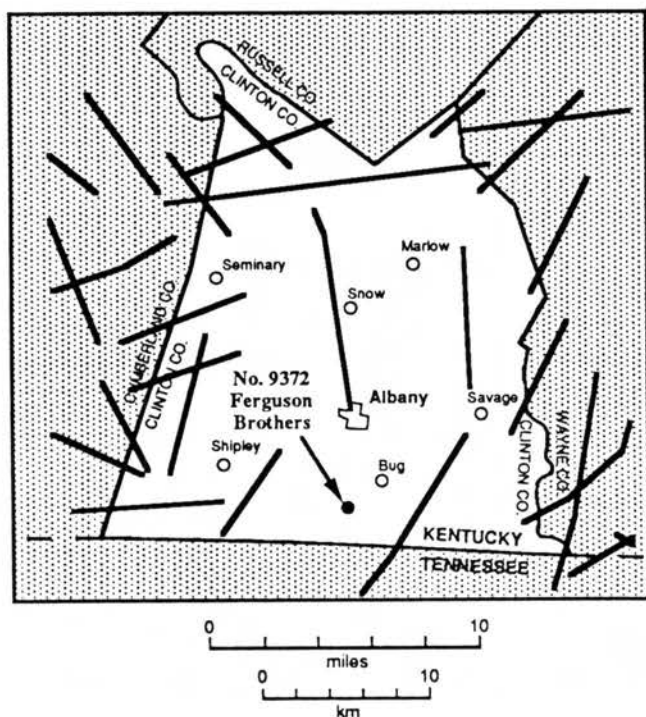 RUSSELL CO.
CLINTON CO.
Marlow
Seminary
Snow
CUMBERLAND CO.
CLINTON CO.
No. 9372
Ferguson
Brothers
Albany
Savage
Shipley
Bug
WAYNE CO.
CLINTON CO.
KENTUCKY
TENNESSEE
0 10
miles
0 10
km